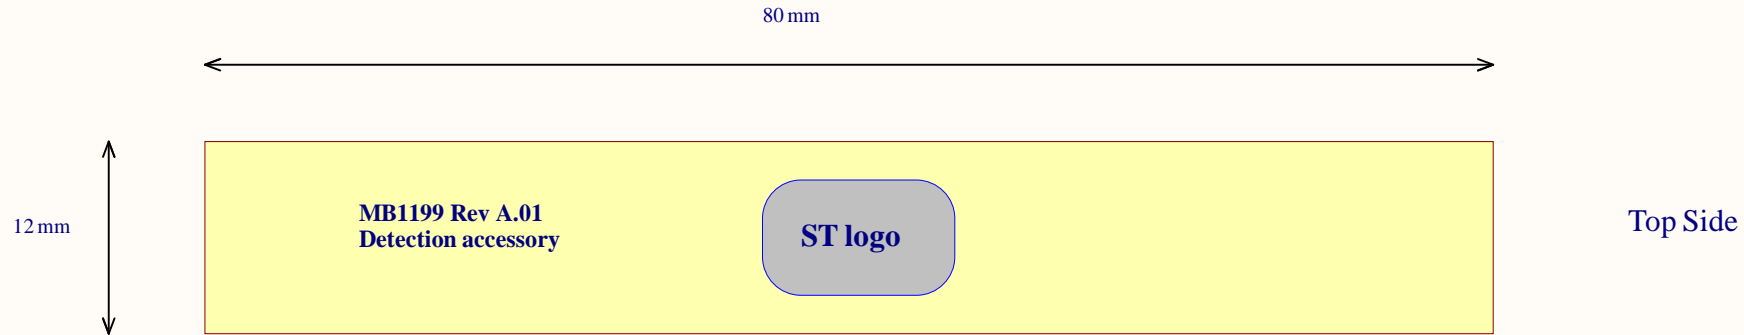 80 mm
MB1199 Rev A.01
Detection accessory
ST logo
12 mm
Top Side